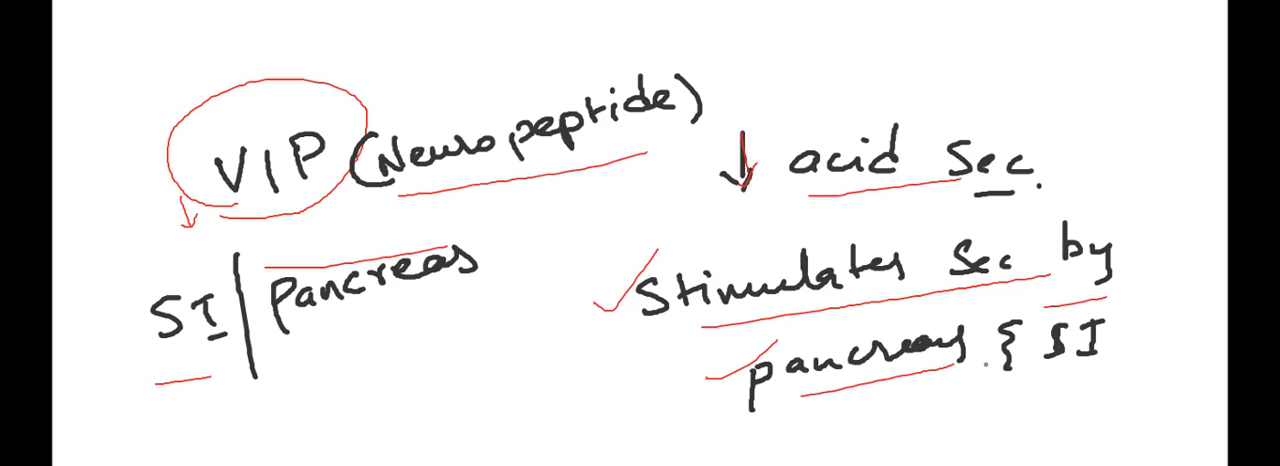 VIP (Neuropeptide)
SI | Pancreas
↓ acid Sec.
Stimulates Sec by
pancreas. { SI